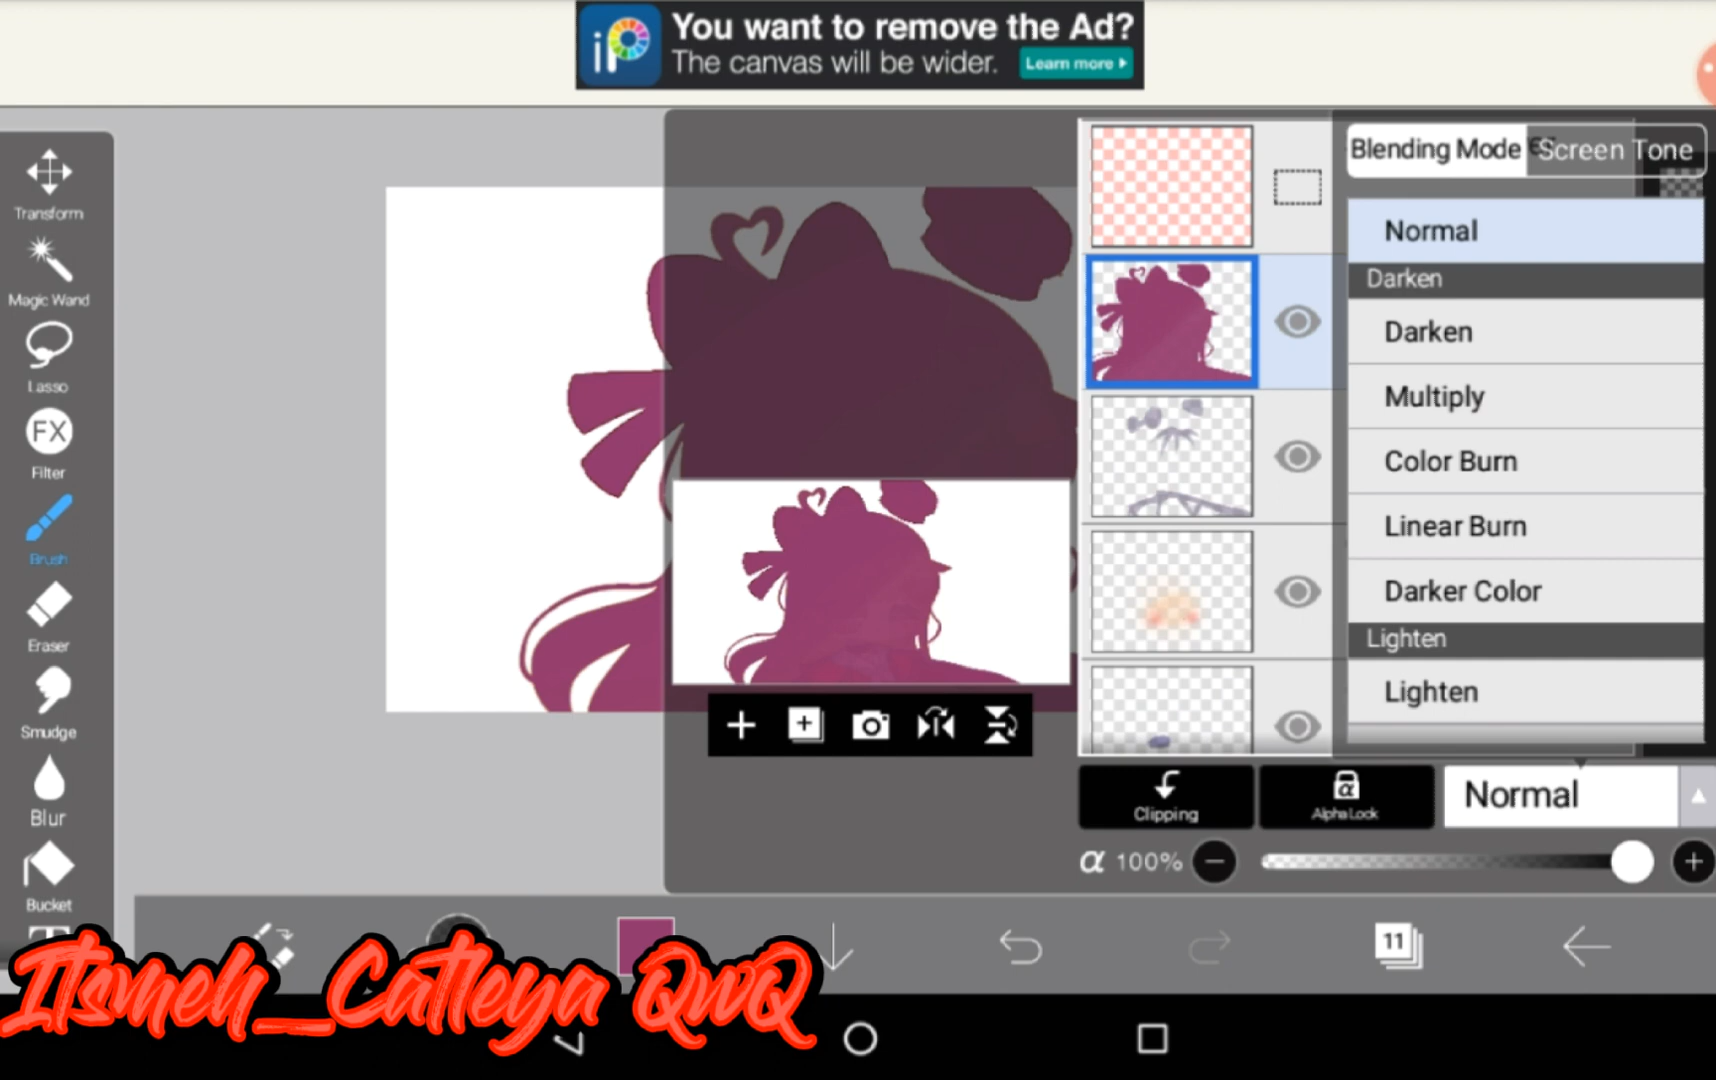 You want to remove the Ad?
The canvas will be wider.
Learn more
iP
Transform
Magic Wand
Lasso
FX
Filter
Brush
Eraser
Smudge
Blur
Bucket
Blending Mode
Screen Tone
Normal
Darken
Darken
Multiply
Color Burn
Linear Burn
Darker Color
Lighten
Lighten
Clipping
α
Alpha Lock
Normal
α 100%
11
Itsmeh_Catleya QwQ